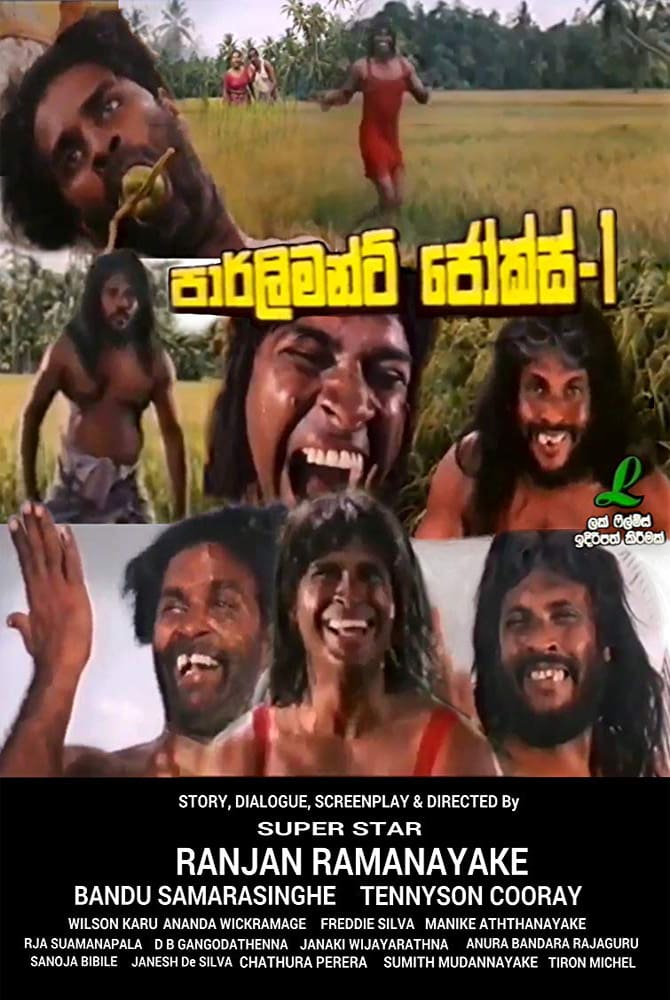 පාර්ලිමන්ට් ජෝක්ස්-1
L
ලක් ෆිල්ම්ස්
ඉදිරිපත් කිරීමක්
STORY, DIALOGUE, SCREENPLAY & DIRECTED By
SUPER STAR
RANJAN RAMANAYAKE
BANDU SAMARASINGHE TENNYSON COORAY
WILSON KARU ANANDA WICKRAMAGE FREDDIE SILVA MANIKE ATHTHANAYAKE
RJA SUAMANAPALA D B GANGODATHENNA JANAKI WIJAYARATHNA ANURA BANDARA RAJAGURU
SANOJA BIBILE JANESH De SILVA CHATHURA PERERA SUMITH MUDANNAYAKE TIRON MICHEL